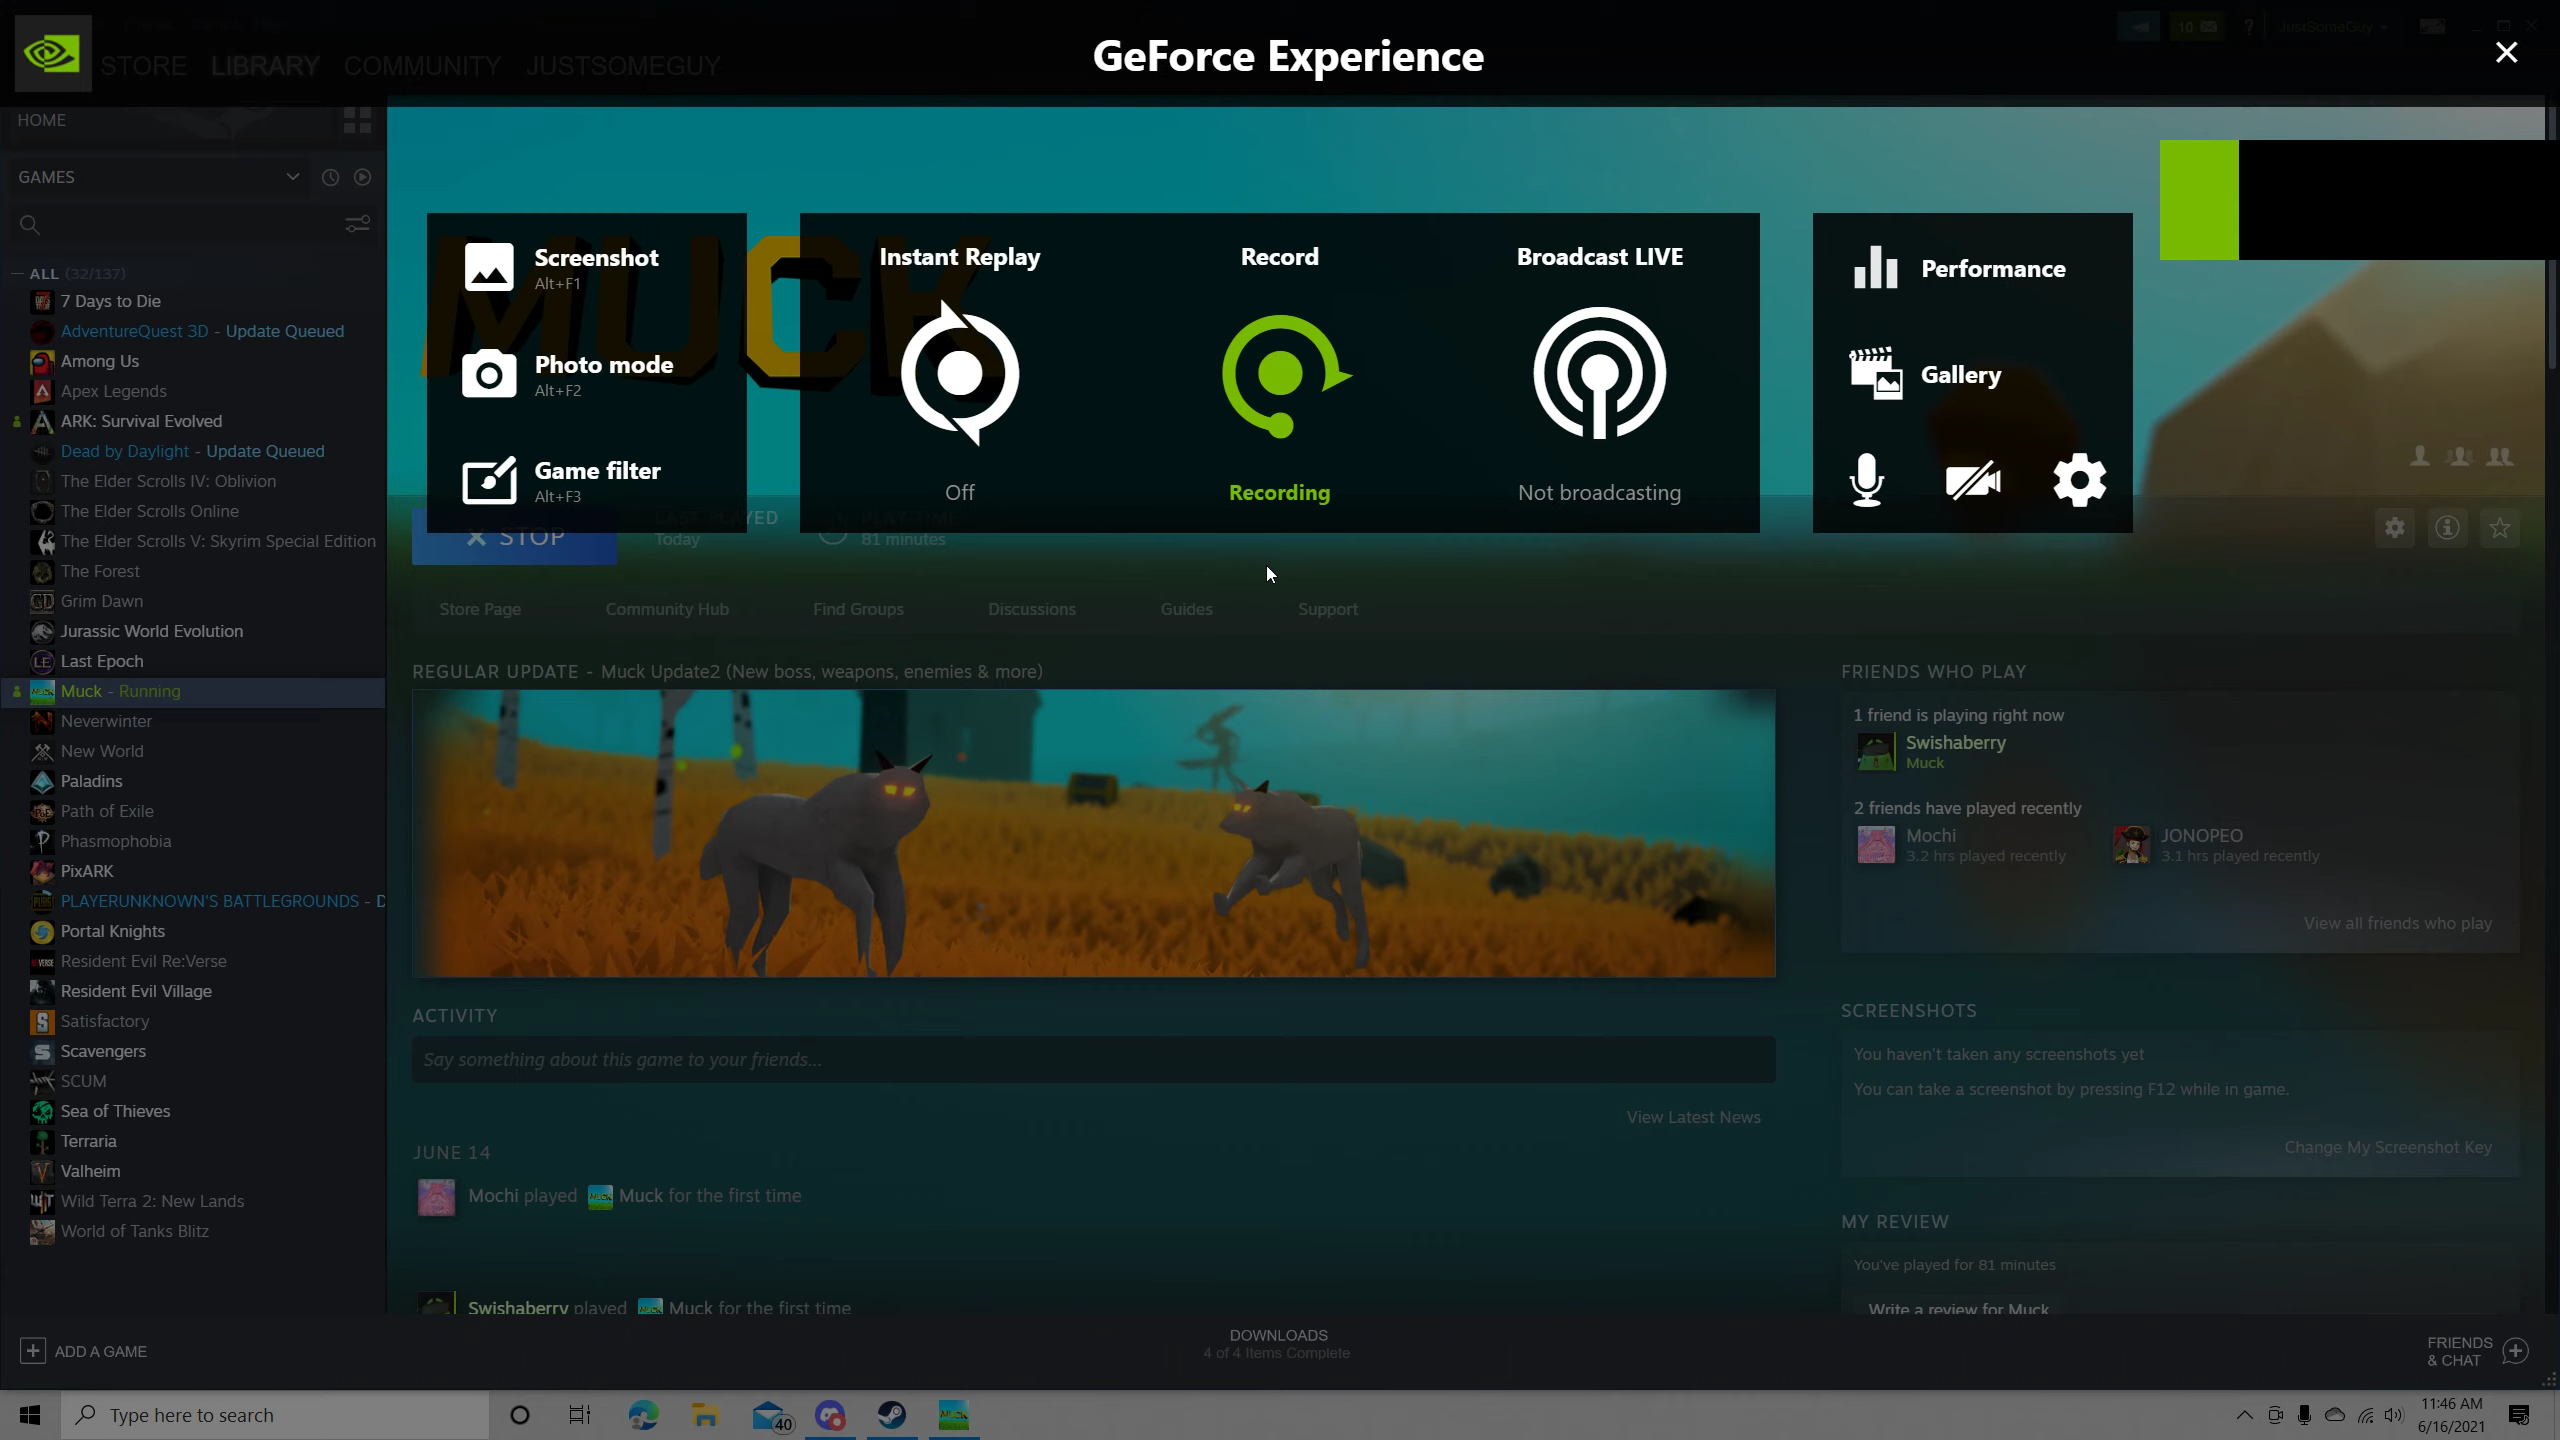 GeForce Experience
STORE LIBRARY COMMUNITY JUSTSOMEGUY
10
?
JustSomeGuy
HOME
GAMES
ALL (32/137)
7 Days to Die
AdventureQuest 3D - Update Queued
Among Us
Apex Legends
ARK: Survival Evolved
Dead by Daylight - Update Queued
The Elder Scrolls IV: Oblivion
The Elder Scrolls Online
The Elder Scrolls V: Skyrim Special Edition
The Forest
Grim Dawn
Jurassic World Evolution
Last Epoch
Muck - Running
Neverwinter
New World
Paladins
Path of Exile
Phasmophobia
PixARK
PLAYERUNKNOWN'S BATTLEGROUNDS - D
Portal Knights
Resident Evil Re:Verse
Resident Evil Village
Satisfactory
Scavengers
SCUM
Sea of Thieves
Terraria
Valheim
Wild Terra 2: New Lands
World of Tanks Blitz
MUCK
Screenshot
Alt+F1
Photo mode
Alt+F2
Game filter
Alt+F3
Instant Replay
Off
Record
Recording
Broadcast LIVE
Not broadcasting
Performance
Gallery
STOP
LAST PLAYED
Today
PLAY TIME
81 minutes
Store Page Community Hub Find Groups Discussions Guides Support
REGULAR UPDATE - Muck Update2 (New boss, weapons, enemies & more)
ACTIVITY
Say something about this game to your friends...
View Latest News
JUNE 14
Mochi played Muck for the first time
Swishaberry played Muck for the first time
FRIENDS WHO PLAY
1 friend is playing right now
Swishaberry
Muck
2 friends have played recently
Mochi
3.2 hrs played recently
JONOPEO
3.1 hrs played recently
View all friends who play
SCREENSHOTS
You haven't taken any screenshots yet
You can take a screenshot by pressing F12 while in game.
Change My Screenshot Key
MY REVIEW
You've played for 81 minutes
Write a review for Muck
ADD A GAME
DOWNLOADS
4 of 4 Items Complete
FRIENDS
& CHAT
Type here to search
40
11:46 AM
6/16/2021